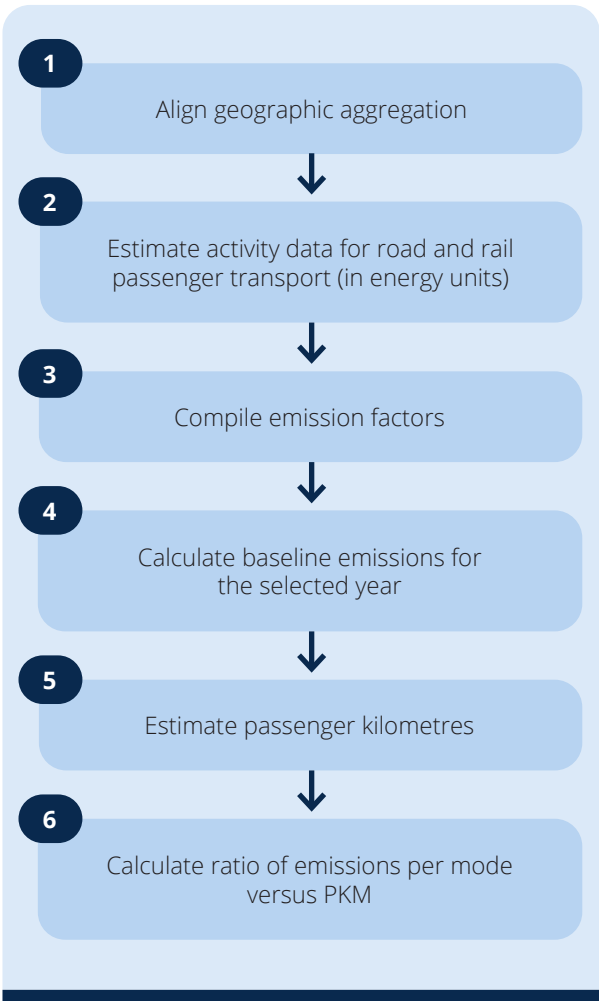 1
Align geographic aggregation
2
Estimate activity data for road and rail
passenger transport (in energy units)
3
Compile emission factors
4
Calculate baseline emissions for
the selected year
5
Estimate passenger kilometres
6
Calculate ratio of emissions per mode
versus PKM